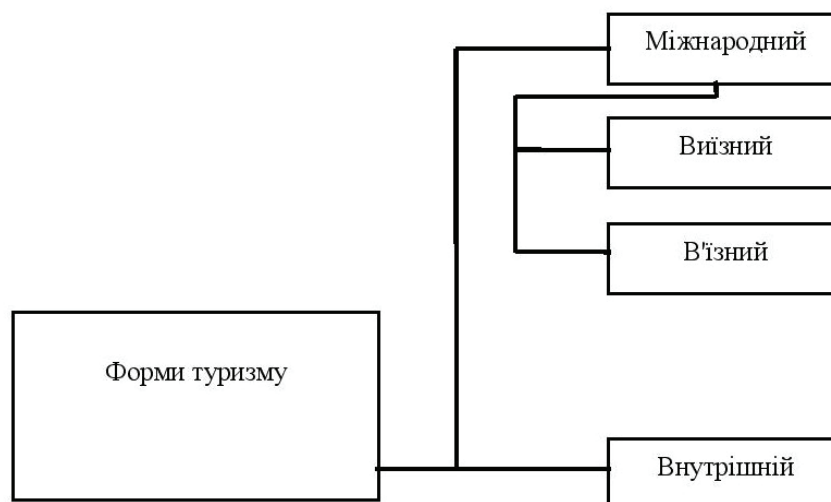 Міжнародний
Виїзний
В'їзний
Форми туризму
Внутрішній